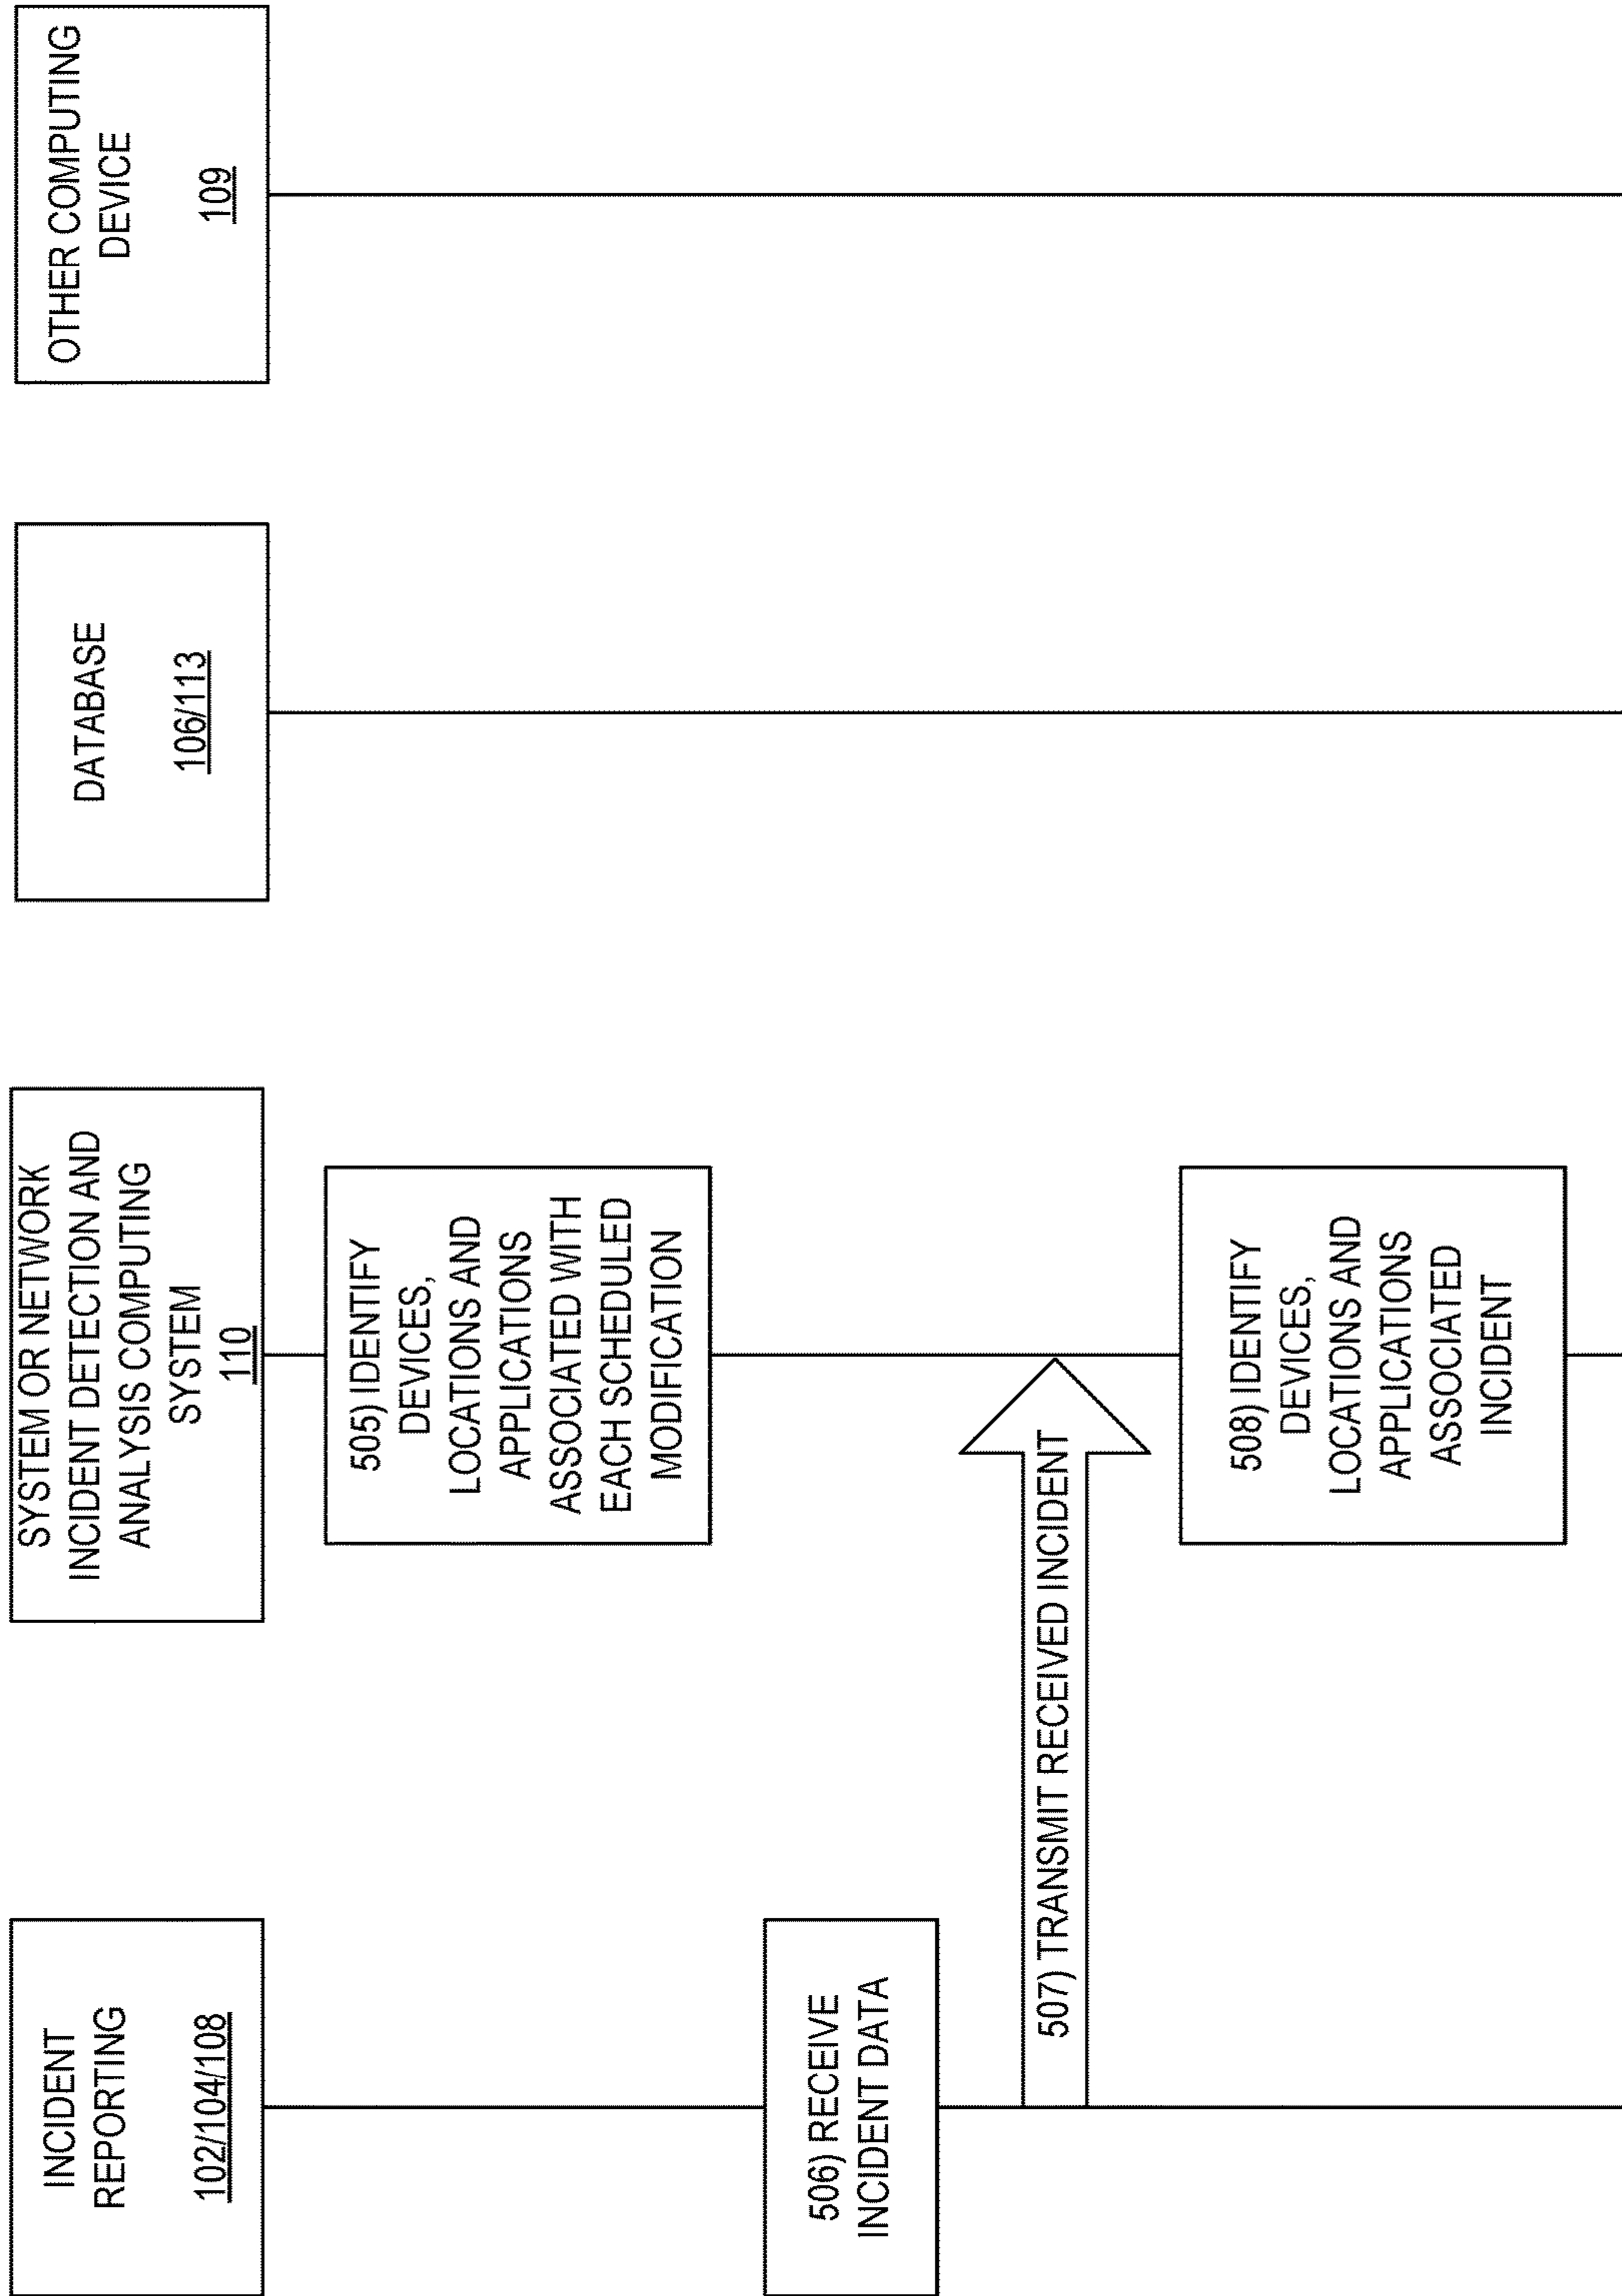 INCIDENT
REPORTING
102/104/108
SYSTEM OR NETWORK
INCIDENT DETECTION AND
ANALYSIS COMPUTING
SYSTEM
110
DATABASE
106/113
OTHER COMPUTING
DEVICE
109
505) IDENTIFY
DEVICES,
LOCATIONS AND
APPLICATIONS
ASSOCIATED WITH
EACH SCHEDULED
MODIFICATION
506) RECEIVE
INCIDENT DATA
507) TRANSMIT RECEIVED INCIDENT
508) IDENTIFY
DEVICES,
LOCATIONS AND
APPLICATIONS
ASSOCIATED
INCIDENT